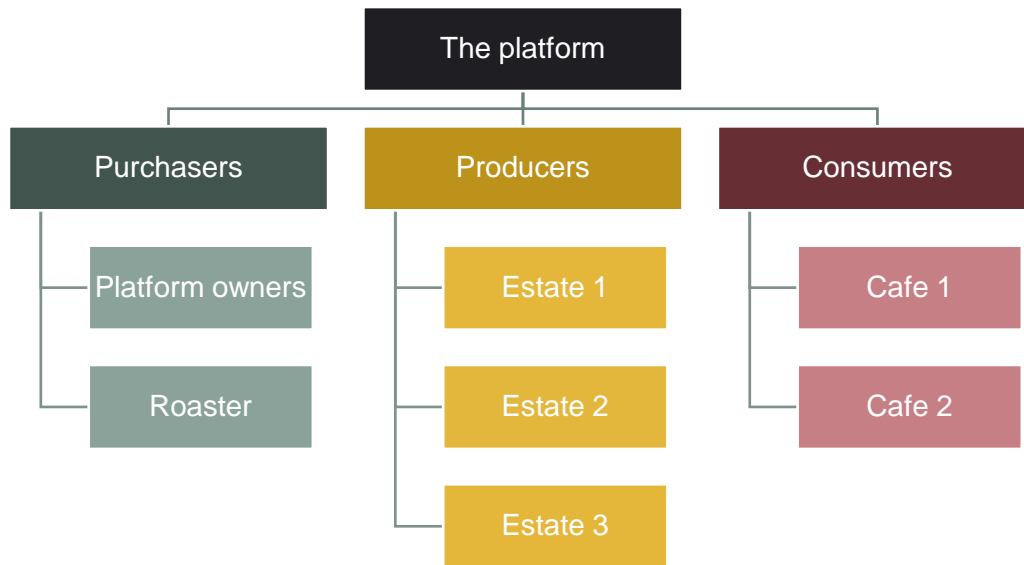 The platform
Purchasers
Platform owners
Roaster
Producers
Estate 1
Estate 2
Estate 3
Consumers
Cafe 1
Cafe 2